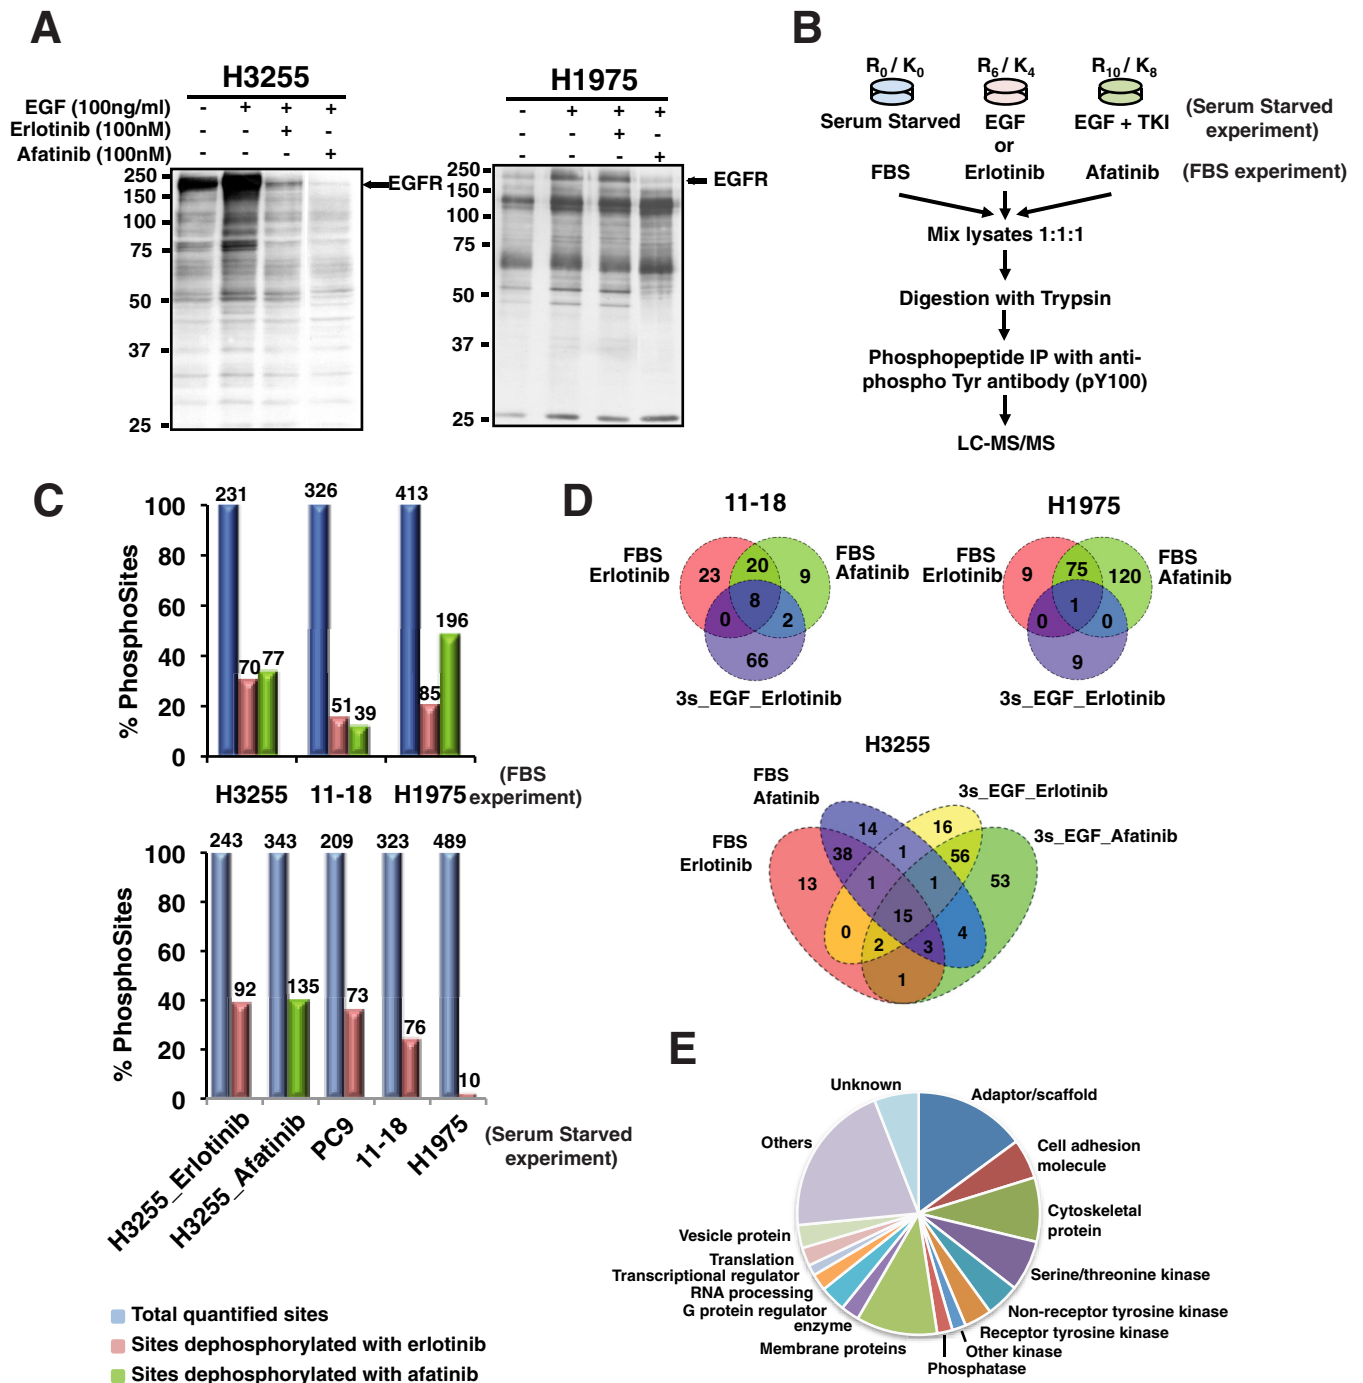 A
H3255
H1975
EGF (100ng/ml) - + + +
Erlotinib (100nM) - - + -
Afatinib (100nM) - - - +
- + + +
- - + -
- - - +
250
150
100
75
50
37
25
EGFR
250
150
100
75
50
37
25
EGFR
B
R0 / K0
R6 / K4
R10 / K8
Serum Starved
EGF
EGF + TKI
(Serum Starved
experiment)
or
FBS
Erlotinib
Afatinib
(FBS experiment)
Mix lysates 1:1:1
Digestion with Trypsin
Phosphopeptide IP with anti-
phospho Tyr antibody (pY100)
LC-MS/MS
C
% PhosphoSites
100
80
60
40
20
0
231
70
77
326
51
39
413
85
196
H3255
11-18
H1975
(FBS
experiment)
% PhosphoSites
100
80
60
40
20
0
243
92
343
135
209
73
323
76
489
10
H3255_Erlotinib
H3255_Afatinib
PC9
11-18
H1975
(Serum Starved
experiment)
Total quantified sites
Sites dephosphorylated with erlotinib
Sites dephosphorylated with afatinib
D
11-18
FBS
Erlotinib
FBS
Afatinib
23
20
9
8
0
2
66
3s_EGF_Erlotinib
H1975
FBS
Erlotinib
FBS
Afatinib
9
75
120
1
0
0
9
3s_EGF_Erlotinib
H3255
FBS
Afatinib
3s_EGF_Erlotinib
FBS
Erlotinib
3s_EGF_Afatinib
14
16
38
1
56
13
1
1
53
15
0
2
3
4
1
E
Unknown
Adaptor/scaffold
Others
Cell adhesion
molecule
Cytoskeletal
protein
Vesicle protein
Translation
Serine/threonine kinase
Transcriptional regulator
RNA processing
Non-receptor tyrosine kinase
G protein regulator
Receptor tyrosine kinase
enzyme
Other kinase
Membrane proteins
Phosphatase